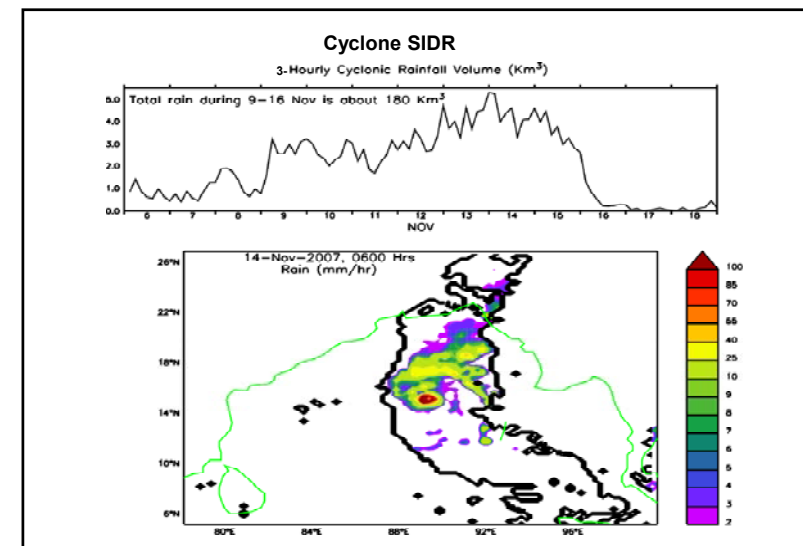 Cyclone SIDR
3-Hourly Cyclonic Rainfall Volume (Km³)
Total rain during 9-16 Nov is about 180 Km³
5.0
4.0
3.0
2.0
1.0
0.0
6 7 8 9 10 11 12 13 14 15 16 17 18
NOV
14-Nov-2007, 0600 Hrs
Rain (mm/hr)
26°N
22°N
18°N
14°N
10°N
6°N
80°E 84°E 88°E 92°E 96°E
100
85
70
55
40
25
10
9
8
7
6
5
4
3
2